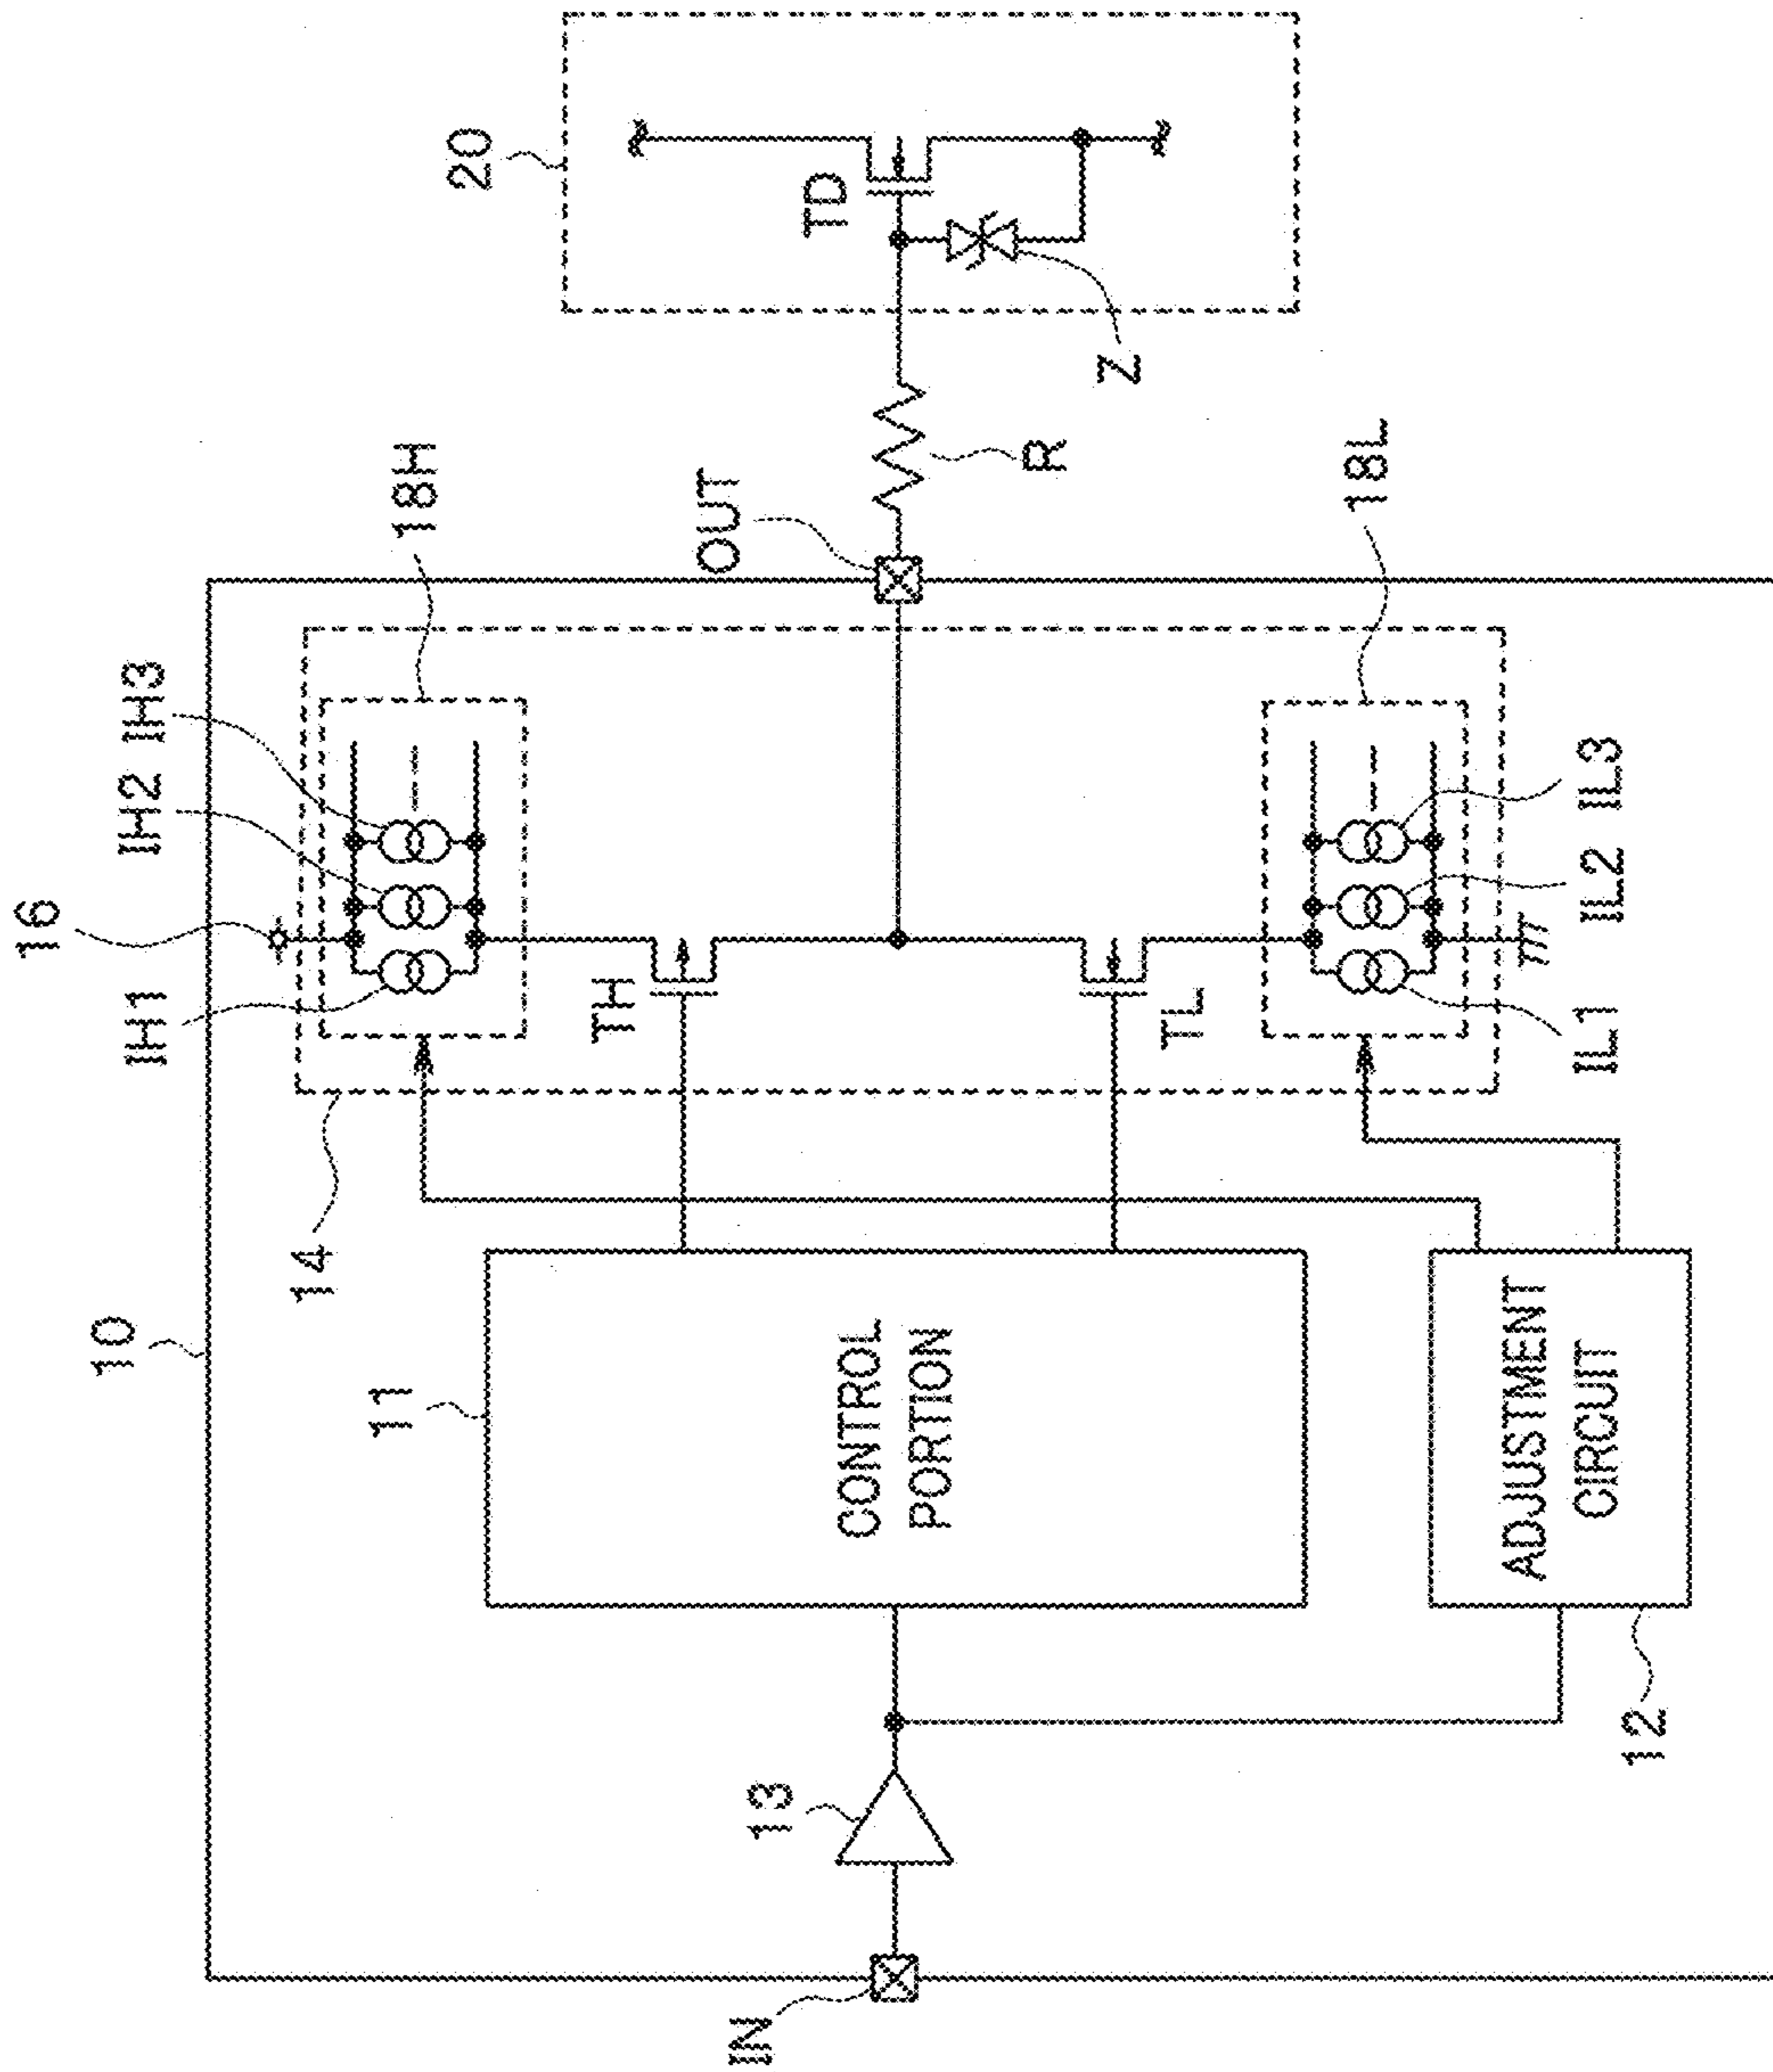 10
16
IH1
IH2
IH3
18H
14
11
TH
OUT
20
TD
13
CONTROL
PORTION
IN
R
Z
TL
18L
ADJUSTMENT
CIRCUIT
IL1
IL2
IL3
12